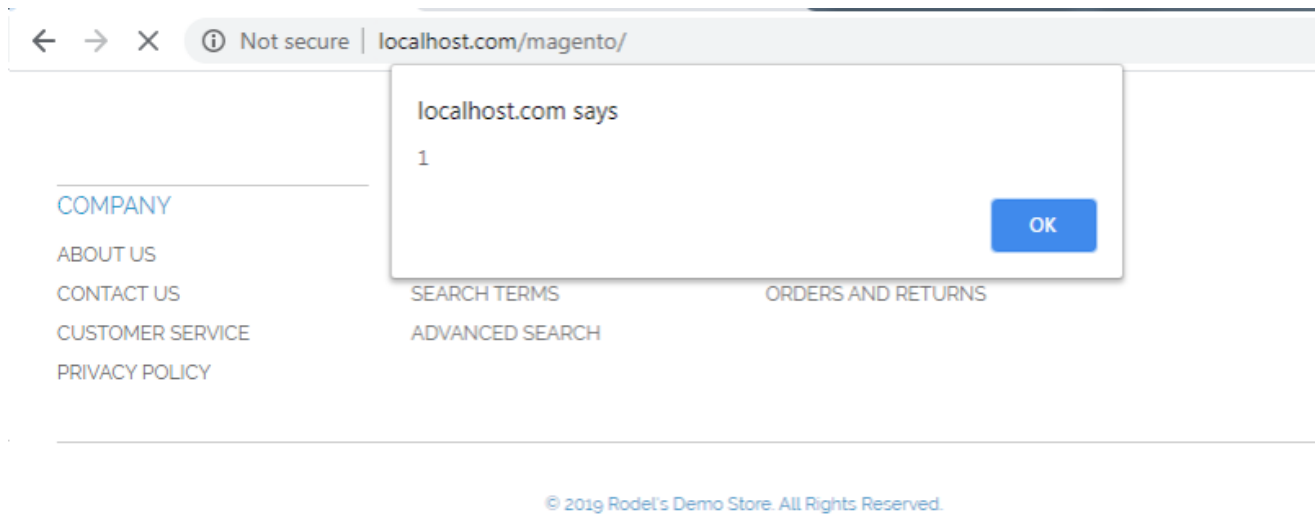 Not secure | localhost.com/magento/
localhost.com says
1
OK
COMPANY
ABOUT US
CONTACT US
SEARCH TERMS
ORDERS AND RETURNS
CUSTOMER SERVICE
ADVANCED SEARCH
PRIVACY POLICY
© 2019 Rodel's Demo Store. All Rights Reserved.